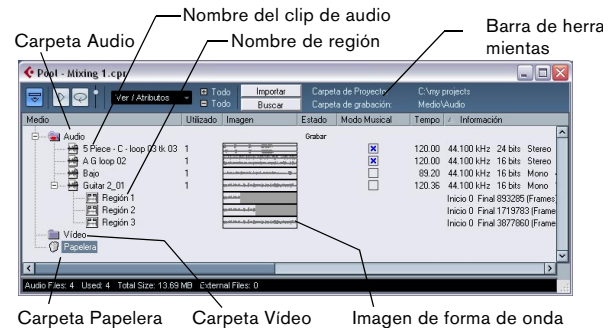 Nombre del clip de audio
Carpeta Audio
Nombre de región
Barra de herra
mientas
Pool - Mixing 1.cpr
Ver / Atributos
Todo
Todo
Importar
Buscar
Carpeta de Proyecto:
Carpeta de grabación:
C:\my projects
Medio\Audio
Medio Utilizado Imagen Estado Modo Musical Tempo Información
Audio Grabar
5 Piece - C - loop 03 tk 03 1 120.00 44.100 kHz 24 bits Stereo
A G loop 02 1 120.00 44.100 kHz 16 bits Stereo
Bajo 1 89.20 44.100 kHz 16 bits Mono
Guitar 2_01 1 120.36 44.100 kHz 16 bits Mono
Región 1 Inicio 0 Final 893285 (Frames
Región 2 Inicio 0 Final 1719783 (Frame
Región 3 Inicio 0 Final 3877860 (Frame
Vídeo
Papelera
Audio Files: 4 Used: 4 Total Size: 13.69 MB External Files: 0
Carpeta Papelera
Carpeta Vídeo
Imagen de forma de onda